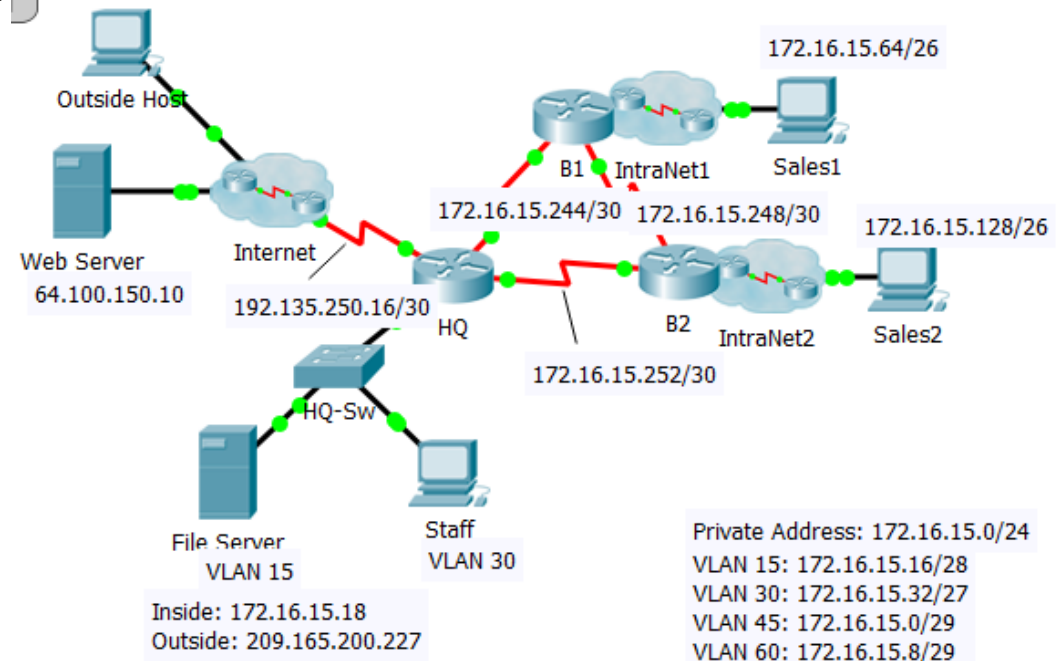 172.16.15.64/26
Outside Host
B1
IntraNet1
Sales1
172.16.15.244/30
172.16.15.248/30
172.16.15.128/26
Internet
Web Server
64.100.150.10
192.135.250.16/30
HQ
B2
IntraNet2
Sales2
172.16.15.252/30
HQ-Sw
File Server
VLAN 15
Staff
VLAN 30
Inside: 172.16.15.18
Outside: 209.165.200.227
Private Address: 172.16.15.0/24
VLAN 15: 172.16.15.16/28
VLAN 30: 172.16.15.32/27
VLAN 45: 172.16.15.0/29
VLAN 60: 172.16.15.8/29